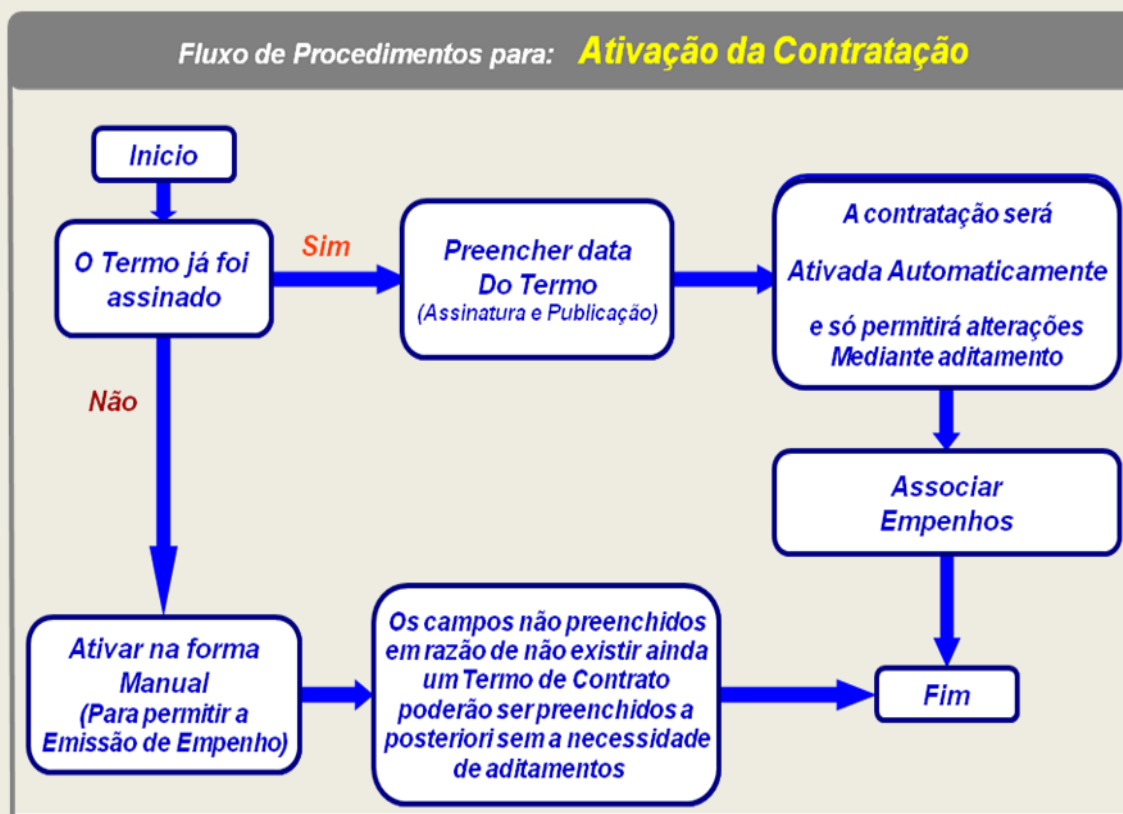 Fluxo de Procedimentos para: Ativação da Contratação
Inicio
O Termo já foi
assinado
Sim
Preencher data
Do Termo
(Assinatura e Publicação)
A contratação será
Ativada Automaticamente
e só permitirá alterações
Mediante aditamento
Não
Associar
Empenhos
Ativar na forma
Manual
(Para permitir a
Emissão de Empenho)
Os campos não preenchidos
em razão de não existir ainda
um Termo de Contrato
poderão ser preenchidos a
posteriori sem a necessidade
de aditamentos
Fim